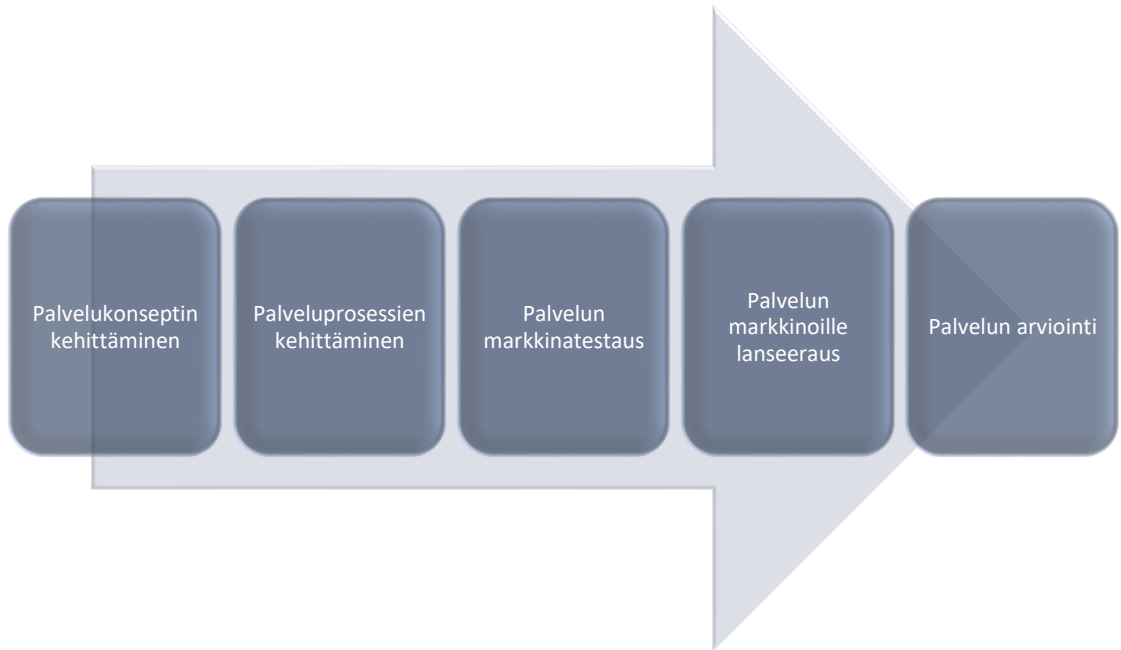 Palvelukonseptin
kehittäminen
Palveluprosessien
kehittäminen
Palvelun
markkinatestaus
Palvelun
markkinoille
lanseeraus
Palvelun arviointi